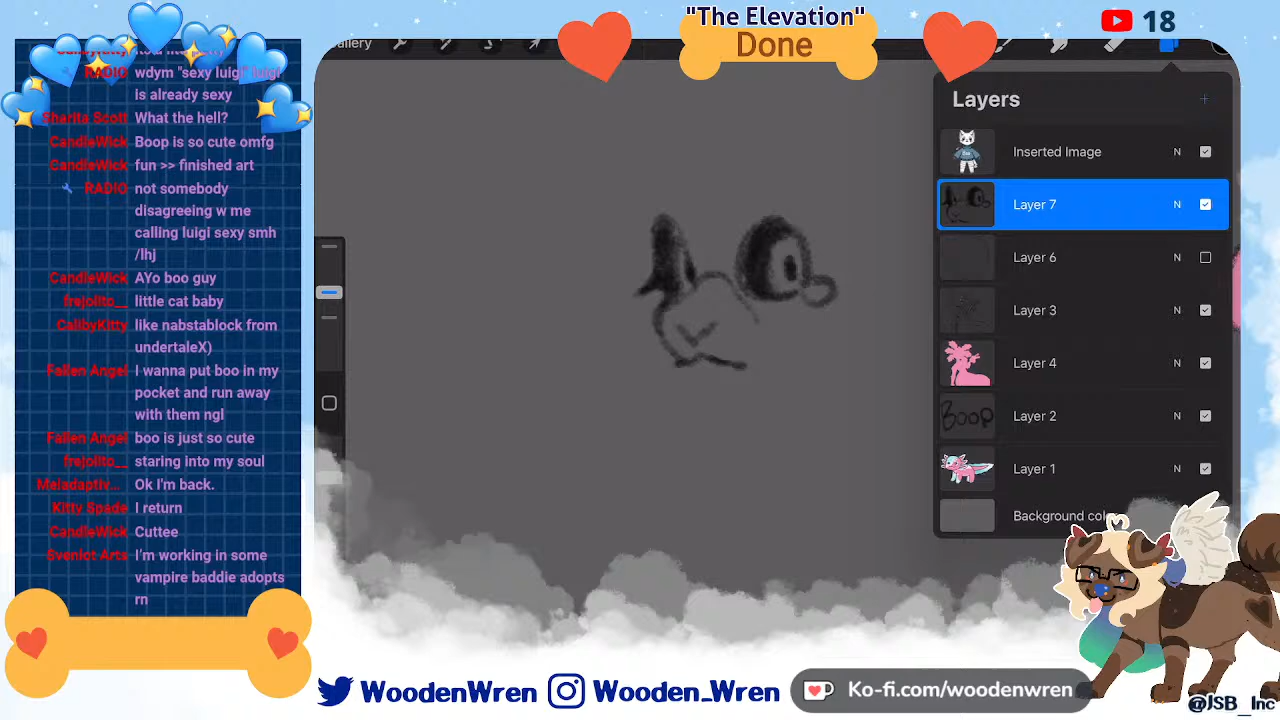 "The Elevation"
Done
18
allery
RADIO wdym "sexy luigi" luigi
is already sexy
Sharita Scott What the hell?
CandleWick Boop is so cute omfg
CandleWick fun >> finished art
RADIO not somebody
disagreeing w me
calling luigi sexy smh
/lhj
CandleWick AYo boo guy
frejolito__ little cat baby
CalibyKitty like nabstablock from
undertaleX)
Fallen Angel I wanna put boo in my
pocket and run away
with them ngl
Fallen Angel boo is just so cute
frejolito__ staring into my soul
Meladaptiv... Ok I'm back.
Kitty Spade I return
CandleWick Cuttee
Svenlot Arts I'm working in some
vampire baddie adopts
rn
Layers
Inserted Image N
Layer 7 N
Layer 6 N
Layer 3 N
Layer 4 N
Boop
Layer 2 N
Layer 1 N
Background colo
WoodenWren
Wooden_Wren
Ko-fi.com/woodenwren
@JSB_Inc